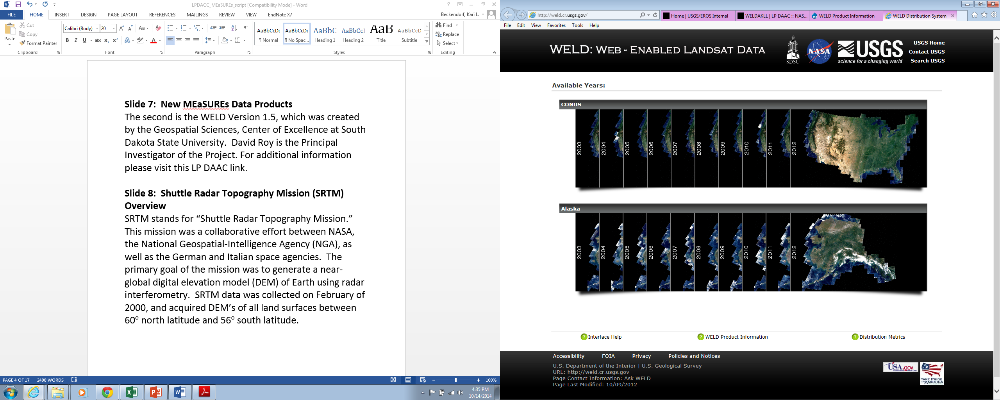 LPDACC_MEaSUREs_script [Compatibility Mode] - Word
FILE HOME INSERT DESIGN PAGE LAYOUT REFERENCES MAILINGS REVIEW VIEW EndNote X7
Beckendorf, Kari L.
Paste
Cut
Copy
Format Painter
Clipboard
Calibri (Body) 20
Font
Paragraph
AaBbCcDc AaBbCcDc AaBbC AaBbCcI AaB AaBbCcD
¶ Normal ¶ No Spac... Heading 1 Heading 2 Title Subtitle
Styles
Find
Replace
Select
Editing
Slide 7: New MEaSUREs Data Products
The second is the WELD Version 1.5, which was created
by the Geospatial Sciences, Center of Excellence at South
Dakota State University. David Roy is the Principal
Investigator of the Project. For additional information
please visit this LP DAAC link.
Slide 8: Shuttle Radar Topography Mission (SRTM)
Overview
SRTM stands for “Shuttle Radar Topography Mission.”
This mission was a collaborative effort between NASA,
the National Geospatial-Intelligence Agency (NGA), as
well as the German and Italian space agencies. The
primary goal of the mission was to generate a near-
global digital elevation model (DEM) of Earth using radar
interferometry. SRTM data was collected on February of
2000, and acquired DEM’s of all land surfaces between
60° north latitude and 56° south latitude.
PAGE 4 OF 17 2400 WORDS
100%
4:35 PM
10/14/2014
http://weld.cr.usgs.gov/
Home | USGS/EROS Internal
WELDAKLL | LP DAAC :: NAS...
WELD Product Information
WELD Distribution System
File Edit View Favorites Tools Help
WELD: Web - Enabled Landsat Data
SDSU
NASA
USGS
science for a changing world
USGS Home
Contact USGS
Search USGS
Available Years:
CONUS
2003 2004 2005 2006 2007 2008 2009 2010 2011 2012
Alaska
2003 2004 2005 2006 2007 2008 2009 2010 2011 2012
Interface Help
WELD Product Information
Distribution Metrics
Accessibility FOIA Privacy Policies and Notices
U.S. Department of the Interior | U.S. Geological Survey
URL: http://weld.cr.usgs.gov
Page Contact Information: Ask WELD
Page Last Modified: 10/09/2012
USA.gov
TAKE PRIDE
IN AMERICA